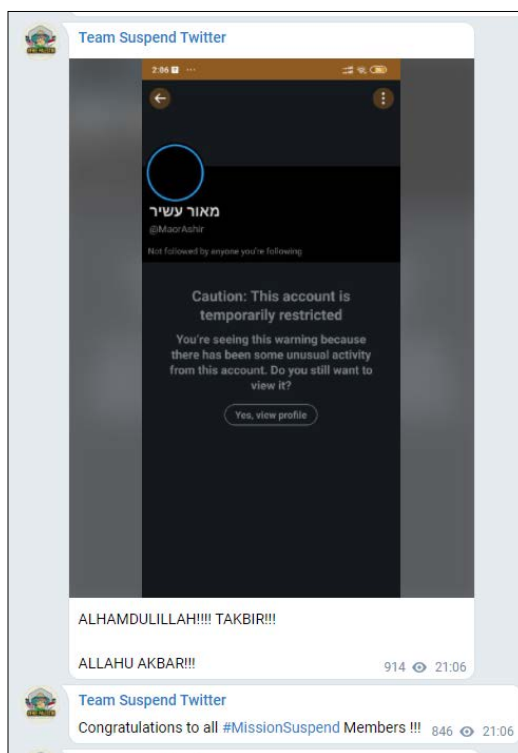 Team Suspend Twitter
2:06
מאור עשיר
@MaorAshir
Not followed by anyone you're following
Caution: This account is
temporarily restricted
You're seeing this warning because
there has been some unusual activity
from this account. Do you still want to
view it?
Yes, view profile
ALHAMDULILLAH!!!! TAKBIR!!!
ALLAHU AKBAR!!!
914 21:06
Team Suspend Twitter
Congratulations to all #MissionSuspend Members !!! 846 21:06